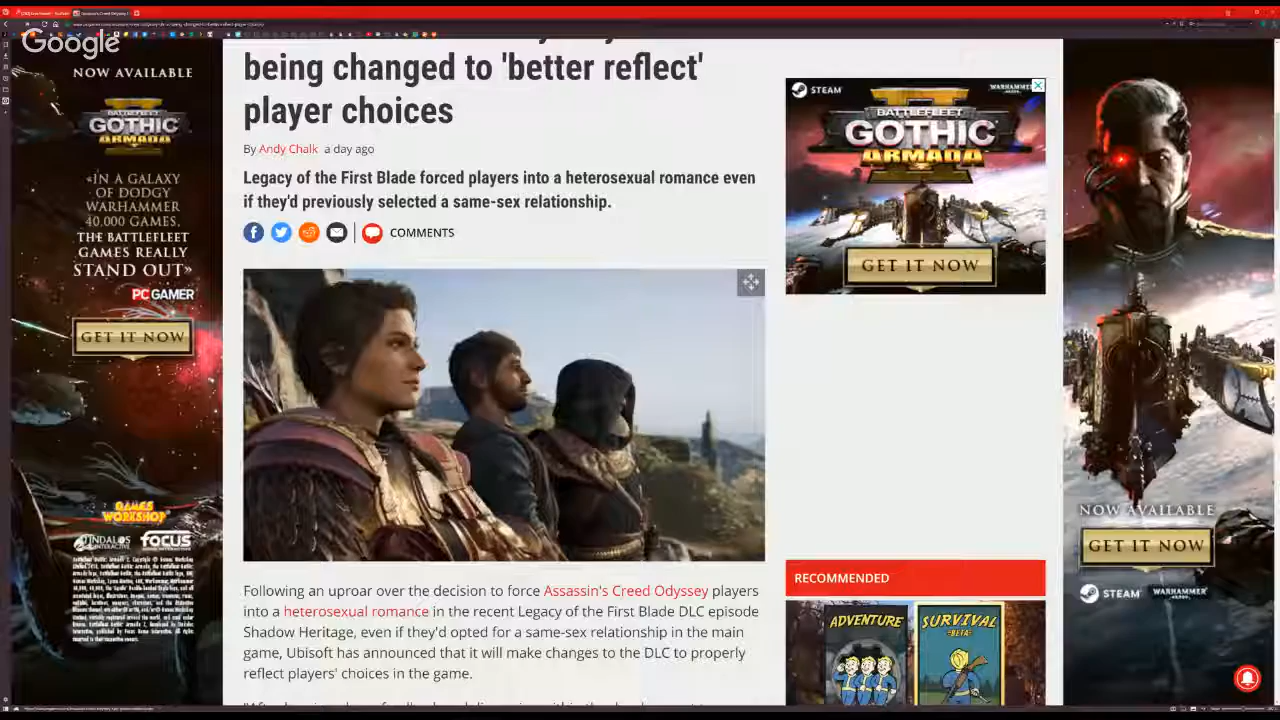 Google
NOW AVAILABLE
BATTLEFLEET
GOTHIC
ARMADA
«IN A GALAXY
OF DODGY
WARHAMMER
40,000 GAMES,
THE BATTLEFLEET
GAMES REALLY
STAND OUT»
PC GAMER
GET IT NOW
GAMES
WORKSHOP
TINDALOS
INTERACTIVE
FOCUS
being changed to 'better reflect'
player choices
By Andy Chalk a day ago
Legacy of the First Blade forced players into a heterosexual romance even
if they'd previously selected a same-sex relationship.
COMMENTS
Following an uproar over the decision to force Assassin's Creed Odyssey players
into a heterosexual romance in the recent Legacy of the First Blade DLC episode
Shadow Heritage, even if they'd opted for a same-sex relationship in the main
game, Ubisoft has announced that it will make changes to the DLC to properly
reflect players' choices in the game.
STEAM
WARHAMMER
BATTLEFLEET
GOTHIC
ARMADA
II
GET IT NOW
RECOMMENDED
ADVENTURE
SURVIVAL
-BETA-
NOW AVAILABLE
GET IT NOW
STEAM
WARHAMMER